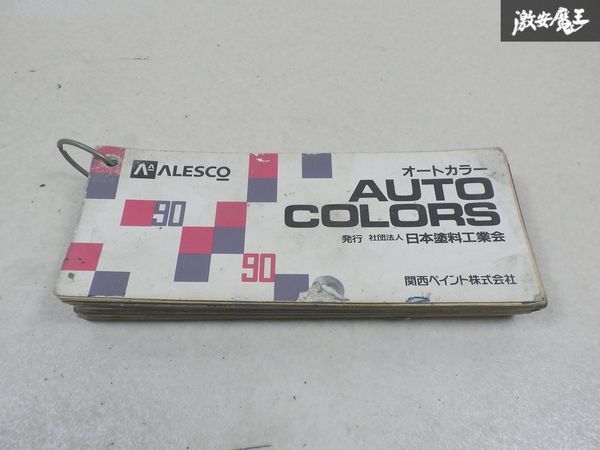 激安魔王
ALESCO
オートカラー
AUTO
COLORS
90
発行 社団法人 日本塗料工業会
90
関西ペイント株式会社